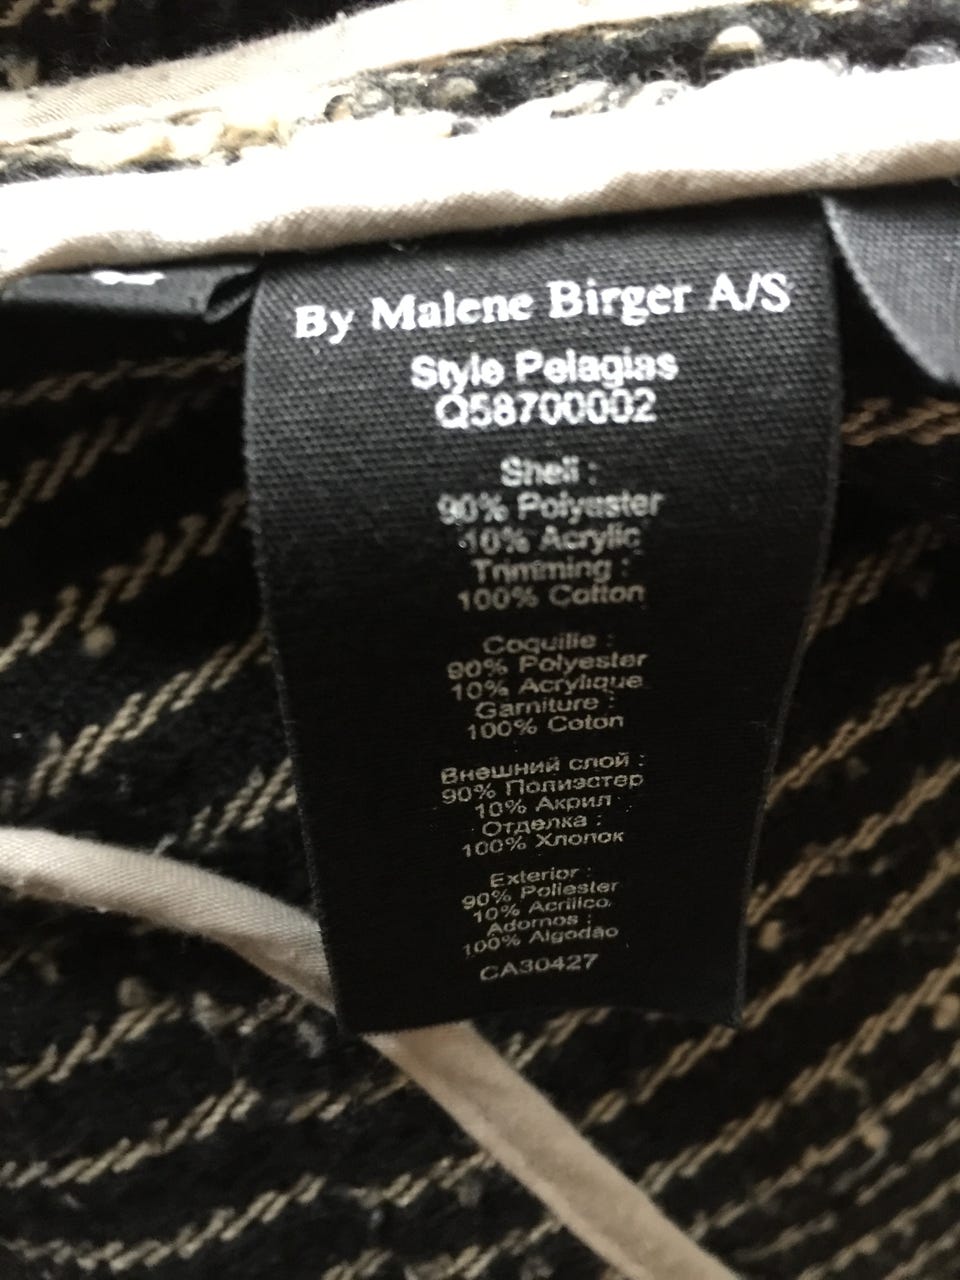 By Malene Birger A/S
Style Pelagias
Q58700002
Shell :
90% Polyester
10% Acrylic
Trimming :
100% Cotton
Coquille :
90% Polyester
10% Acrylique
Garniture :
100% Coton
Внешний слой :
90% Полиэстер
10% Акрил
Отделка :
100% Хлопок
Exterior :
90% Poliester
10% Acrilico
Adornos :
100% Algodão
CA30427